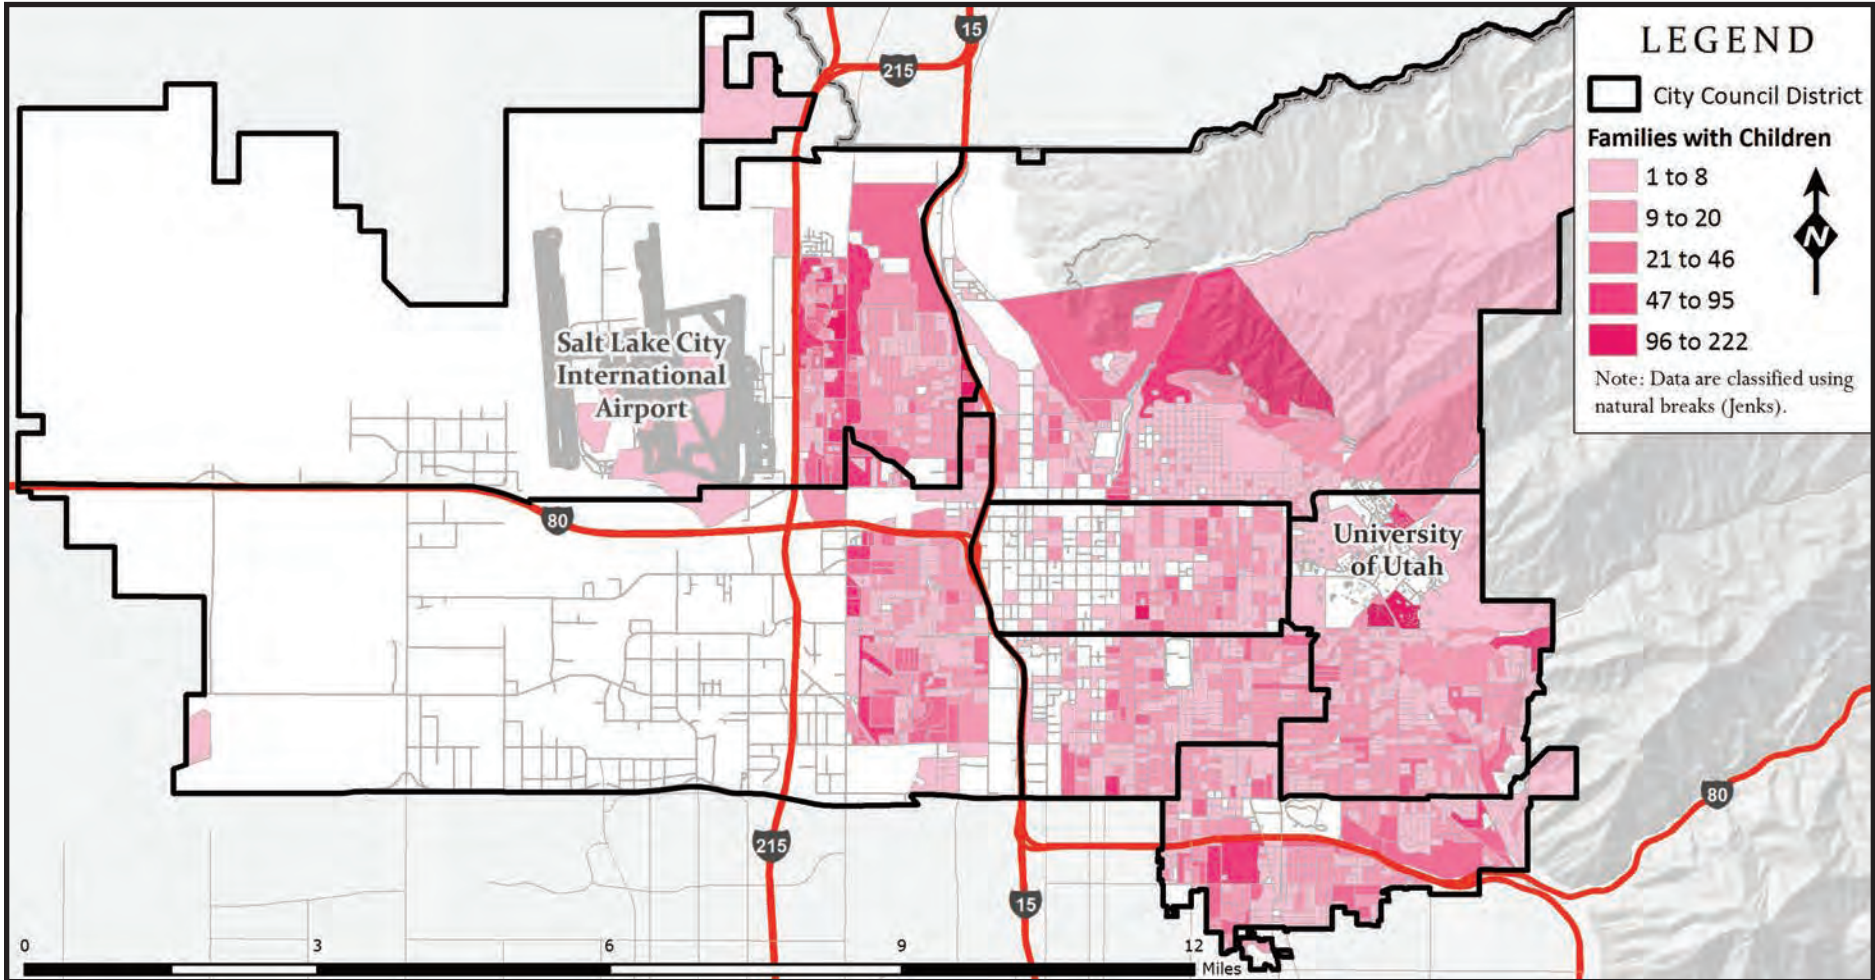 15
215
LEGEND
City Council District
Families with Children
1 to 8
9 to 20
21 to 46
47 to 95
96 to 222
N
Note: Data are classified using
natural breaks (Jenks).
Salt Lake City
International
Airport
80
University
of Utah
80
215
15
0 3 6 9 12
Miles